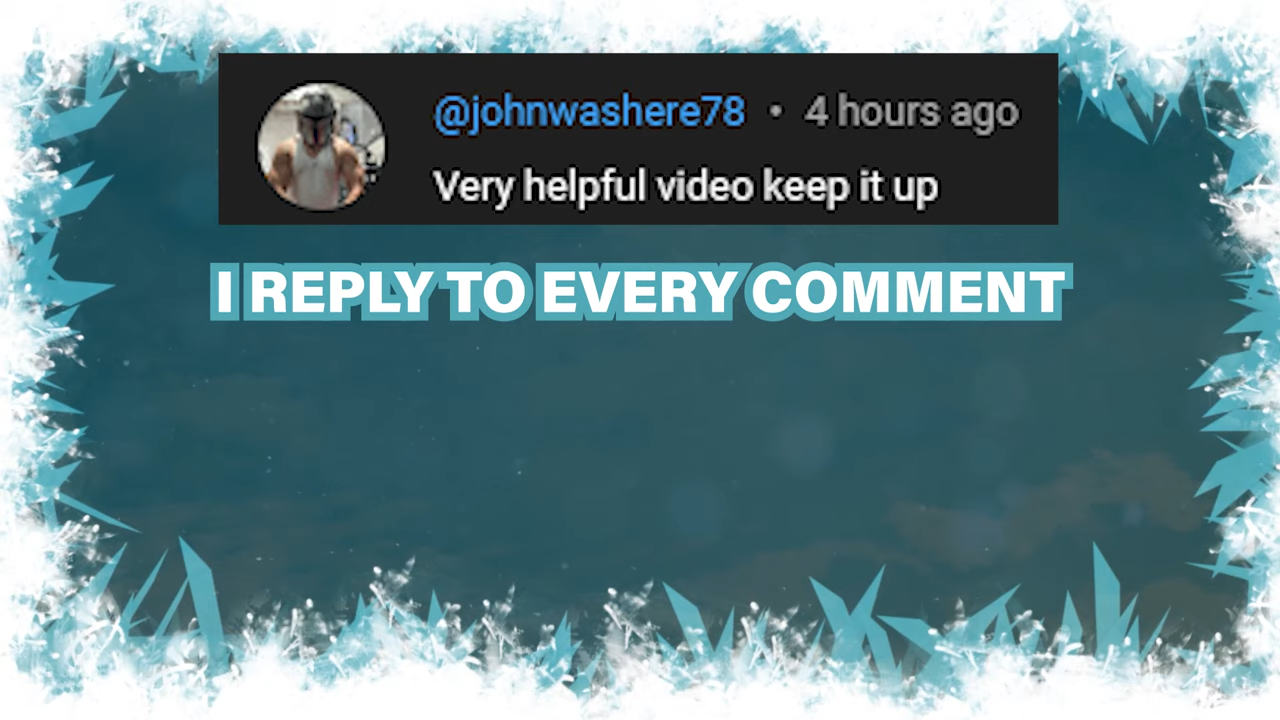 @johnwashere78 • 4 hours ago
Very helpful video keep it up
I REPLY TO EVERY COMMENT